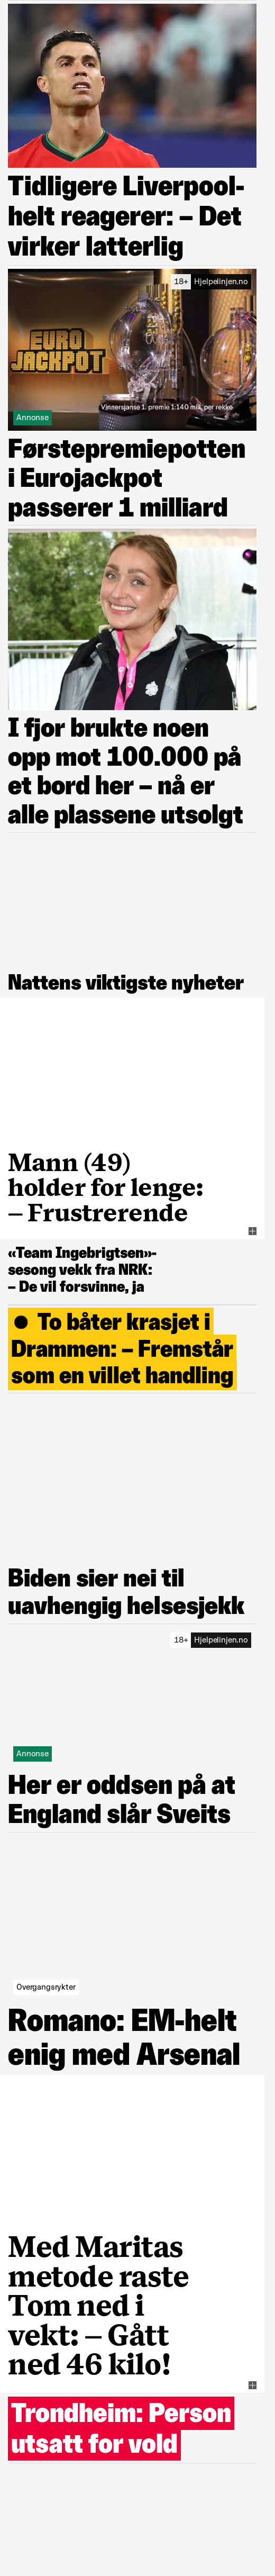 Tidligere Liverpool-
helt reagerer: – Det
virker latterlig
18+ Hjelpelinjen.no
EURO
JACKPOT
Vinnersjanse 1. premie 1:140 mill. per rekke
Annonse
Førstepremiepotten
i Eurojackpot
passerer 1 milliard
I fjor brukte noen
opp mot 100.000 på
et bord her – nå er
alle plassene utsolgt
Nattens viktigste nyheter
Mann (49)
holder for lenge:
– Frustrerende
«Team Ingebrigtsen»-
sesong vekk fra NRK:
– De vil forsvinne, ja
● To båter krasjet i
Drammen: – Fremstår
som en villet handling
Biden sier nei til
uavhengig helsesjekk
18+ Hjelpelinjen.no
Annonse
Her er oddsen på at
England slår Sveits
Overgangsrykter
Romano: EM-helt
enig med Arsenal
Med Maritas
metode raste
Tom ned i
vekt: – Gått
ned 46 kilo!
Trondheim: Person
utsatt for vold